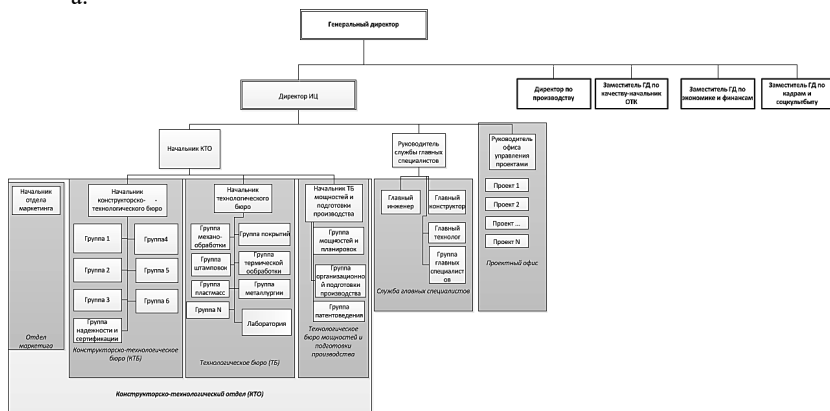 а.
Генеральный директор
Директор ИЦ
Директор по
производству
Заместитель ГД по
качеству-начальник
ОТК
Заместитель ГД по
экономике и финансам
Заместитель ГД по
кадрам и
соцкультбыту
Начальник КТО
Руководитель
службы главных
специалистов
Руководитель
офиса
управления
проектами
Начальник
отдела
маркетинга
Начальник
конструкторско- -
технологического бюро
Начальник
технологического
бюро
Начальник ТБ
мощностей и
подготовки
производства
Главный
инженер
Главный
конструктор
Проект 1
Проект 2
Проект ...
Проект N
Группа 1
Группа4
Группа 2
Группа 5
Группа 3
Группа 6
Группа
надежности и
сертификации
Группа
механо-
обработки
Группа покрытий
Группа
штамповок
Группа
термической
ообработки
Группа
пластмасс
Группа
металлургии
Группа N
Лаборатория
Группа
мощностей и
планировок
Группа
организационно
й подготовки
производства
Группа
патентоведения
Главный
технолог
Группа
главных
специалист
ов
Проектный офис
Служба главных специалистов
Отдел
маркетига
Конструкторско-технологическое
бюро (КТБ)
Технологическое бюро (ТБ)
Технологическое
бюро мощностей и
подготовки
производства
Конструкторско-технологический отдел (КТО)